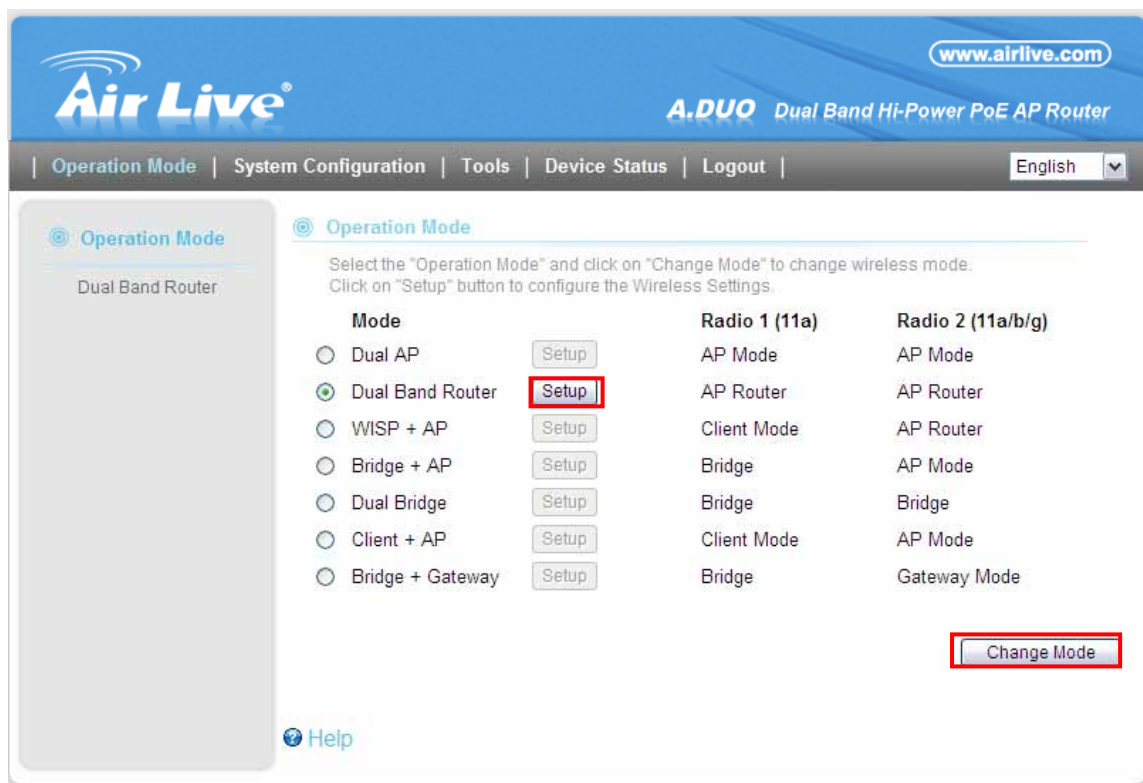 www.airlive.com
Air Live®
A.DUO Dual Band Hi-Power PoE AP Router
| Operation Mode | System Configuration | Tools | Device Status | Logout | English
Operation Mode
Dual Band Router
Operation Mode
Select the "Operation Mode" and click on "Change Mode" to change wireless mode.
Click on "Setup" button to configure the Wireless Settings.
Mode Radio 1 (11a) Radio 2 (11a/b/g)
Dual AP Setup AP Mode AP Mode
Dual Band Router Setup AP Router AP Router
WISP + AP Setup Client Mode AP Router
Bridge + AP Setup Bridge AP Mode
Dual Bridge Setup Bridge Bridge
Client + AP Setup Client Mode AP Mode
Bridge + Gateway Setup Bridge Gateway Mode
Change Mode
Help